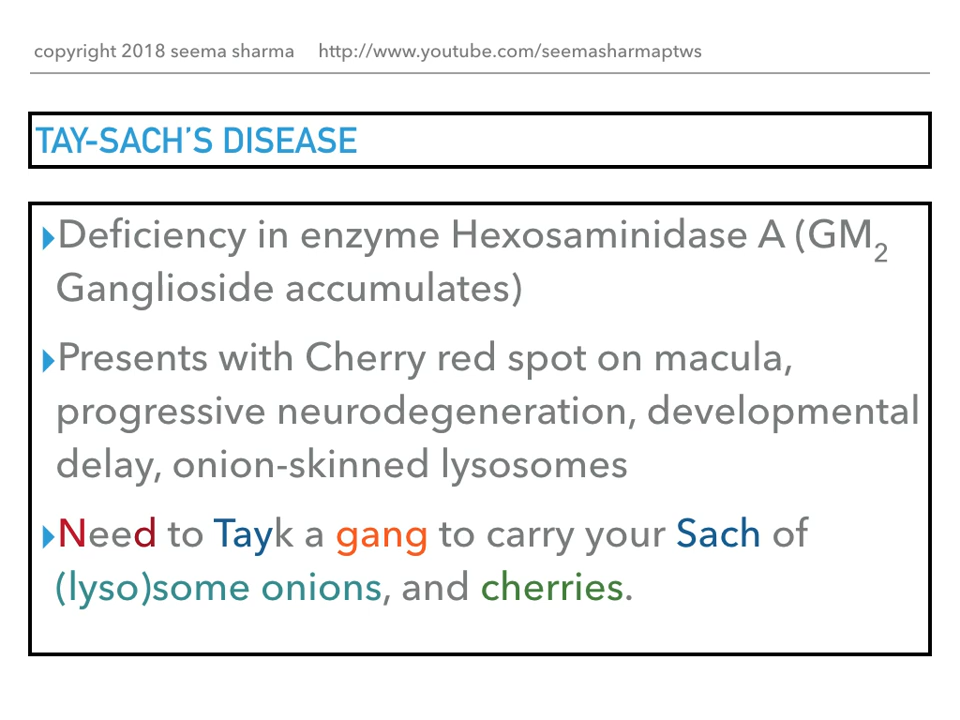 copyright 2018 seema sharma http://www.youtube.com/seemasharmaptws
TAY-SACH’S DISEASE
▸Deficiency in enzyme Hexosaminidase A (GM₂
Ganglioside accumulates)
▸Presents with Cherry red spot on macula,
progressive neurodegeneration, developmental
delay, onion-skinned lysosomes
▸Need to Tayk a gang to carry your Sach of
(lyso)some onions, and cherries.